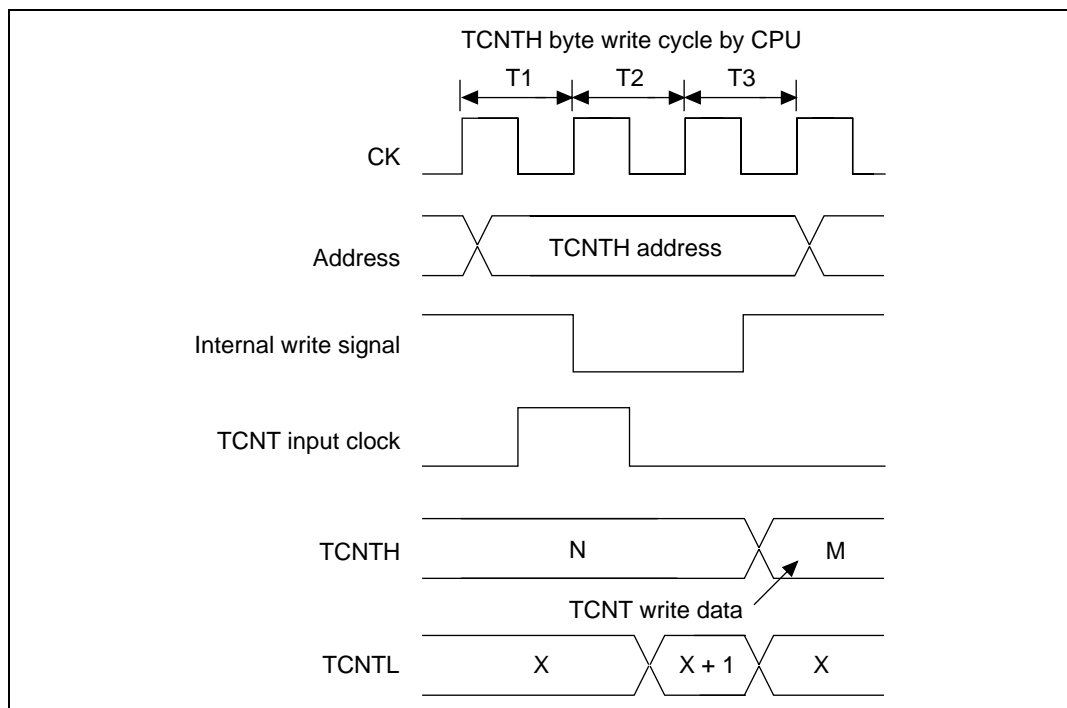 TCNTH byte write cycle by CPU
T1 T2 T3
CK
Address TCNTH address
Internal write signal
TCNT input clock
TCNTH N M
TCNT write data
TCNTL X X + 1 X